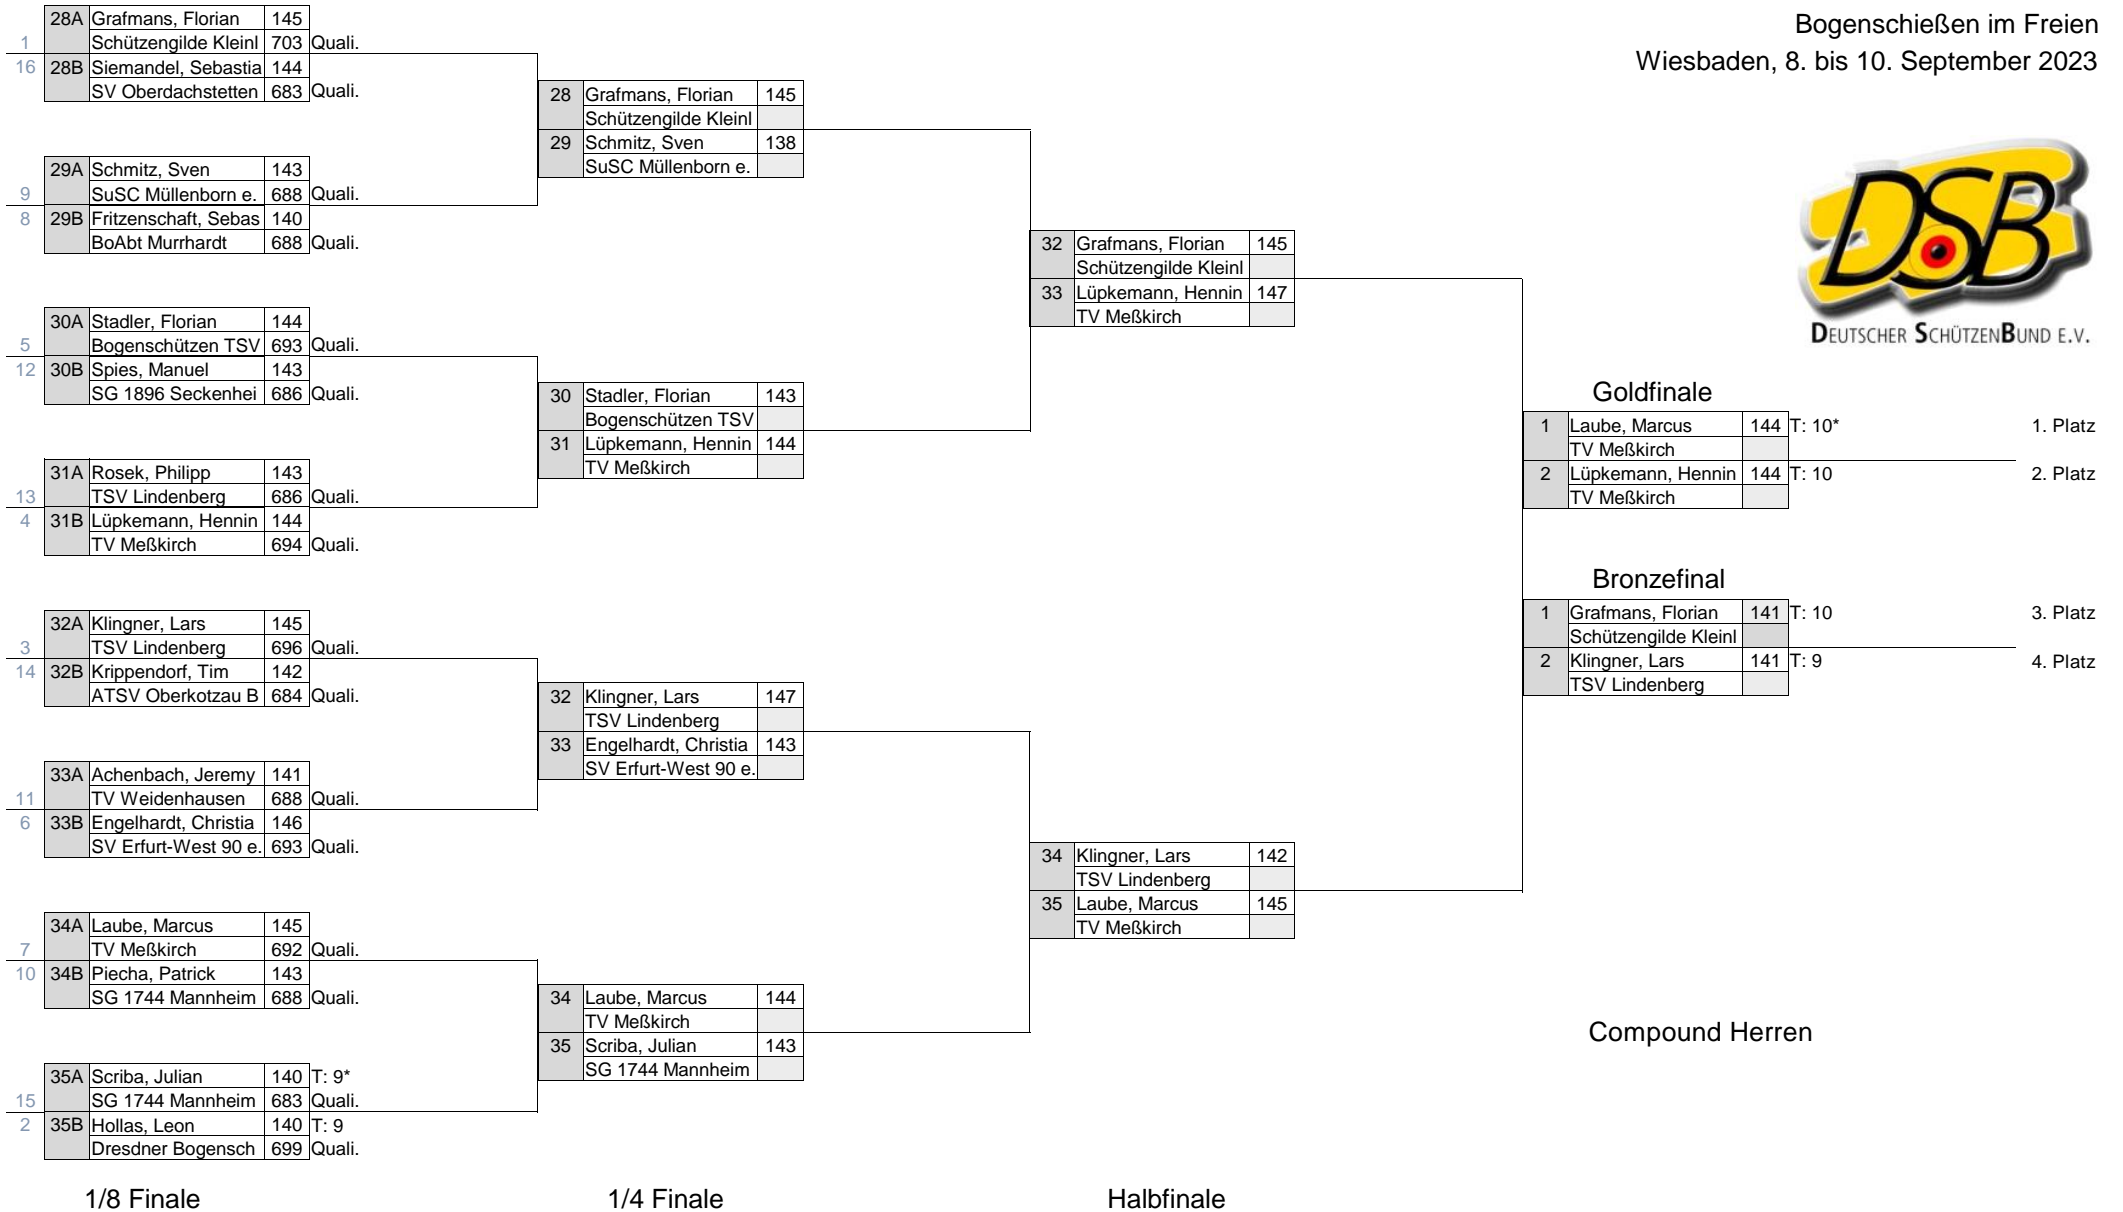 Bogenschießen im Freien
Wiesbaden, 8. bis 10. September 2023
DSB
DEUTSCHER SCHÜTZENBUND E.V.
28A Grafmans, Florian 145
1 Schützengilde Kleinl 703 Quali.
16 28B Siemandel, Sebastia 144
SV Oberdachstetten 683 Quali.
29A Schmitz, Sven 143
9 SuSC Müllenborn e. 688 Quali.
8 29B Fritzenschaft, Sebas 140
BoAbt Murrhardt 688 Quali.
30A Stadler, Florian 144
5 Bogenschützen TSV 693 Quali.
12 30B Spies, Manuel 143
SG 1896 Seckenhei 686 Quali.
31A Rosek, Philipp 143
13 TSV Lindenberg 686 Quali.
4 31B Lüpkemann, Hennin 144
TV Meßkirch 694 Quali.
32A Klingner, Lars 145
3 TSV Lindenberg 696 Quali.
14 32B Krippendorf, Tim 142
ATSV Oberkotzau B 684 Quali.
33A Achenbach, Jeremy 141
11 TV Weidenhausen 688 Quali.
6 33B Engelhardt, Christia 146
SV Erfurt-West 90 e. 693 Quali.
34A Laube, Marcus 145
7 TV Meßkirch 692 Quali.
10 34B Piecha, Patrick 143
SG 1744 Mannheim 688 Quali.
35A Scriba, Julian 140 T: 9*
15 SG 1744 Mannheim 683 Quali.
2 35B Hollas, Leon 140 T: 9
Dresdner Bogensch 699 Quali.
1/8 Finale
28 Grafmans, Florian 145
Schützengilde Kleinl
29 Schmitz, Sven 138
SuSC Müllenborn e.
30 Stadler, Florian 143
Bogenschützen TSV
31 Lüpkemann, Hennin 144
TV Meßkirch
32 Klingner, Lars 147
TSV Lindenberg
33 Engelhardt, Christia 143
SV Erfurt-West 90 e.
34 Laube, Marcus 144
TV Meßkirch
35 Scriba, Julian 143
SG 1744 Mannheim
1/4 Finale
32 Grafmans, Florian 145
Schützengilde Kleinl
33 Lüpkemann, Hennin 147
TV Meßkirch
34 Klingner, Lars 142
TSV Lindenberg
35 Laube, Marcus 145
TV Meßkirch
Halbfinale
Goldfinale
1 Laube, Marcus 144 T: 10* 1. Platz
TV Meßkirch
2 Lüpkemann, Hennin 144 T: 10 2. Platz
TV Meßkirch
Bronzefinal
1 Grafmans, Florian 141 T: 10 3. Platz
Schützengilde Kleinl
2 Klingner, Lars 141 T: 9 4. Platz
TSV Lindenberg
Compound Herren